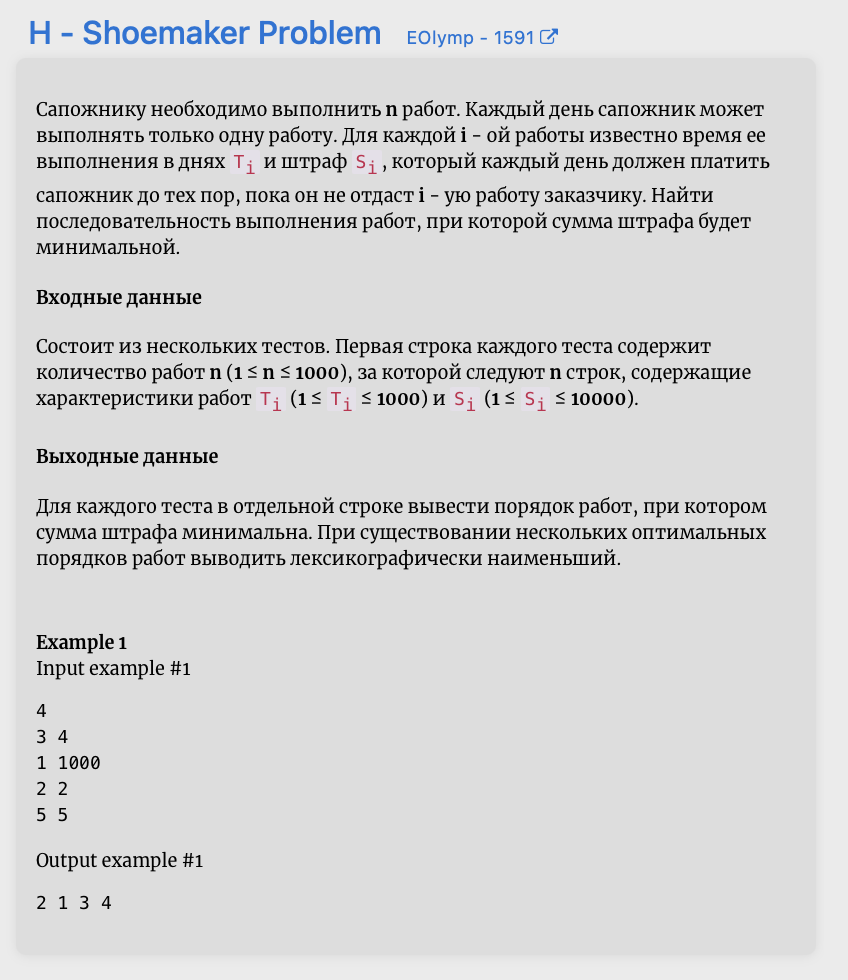 H - Shoemaker Problem EOlymp - 1591
Сапожнику необходимо выполнить n работ. Каждый день сапожник может
выполнять только одну работу. Для каждой i - ой работы известно время ее
выполнения в днях Ti и штраф Si, который каждый день должен платить
сапожник до тех пор, пока он не отдаст i - ую работу заказчику. Найти
последовательность выполнения работ, при которой сумма штрафа будет
минимальной.
Входные данные
Состоит из нескольких тестов. Первая строка каждого теста содержит
количество работ n (1 ≤ n ≤ 1000), за которой следуют n строк, содержащие
характеристики работ Ti (1 ≤ Ti ≤ 1000) и Si (1 ≤ Si ≤ 10000).
Выходные данные
Для каждого теста в отдельной строке вывести порядок работ, при котором
сумма штрафа минимальна. При существовании нескольких оптимальных
порядков работ выводить лексикографически наименьший.
Example 1
Input example #1
4
3 4
1 1000
2 2
5 5
Output example #1
2 1 3 4